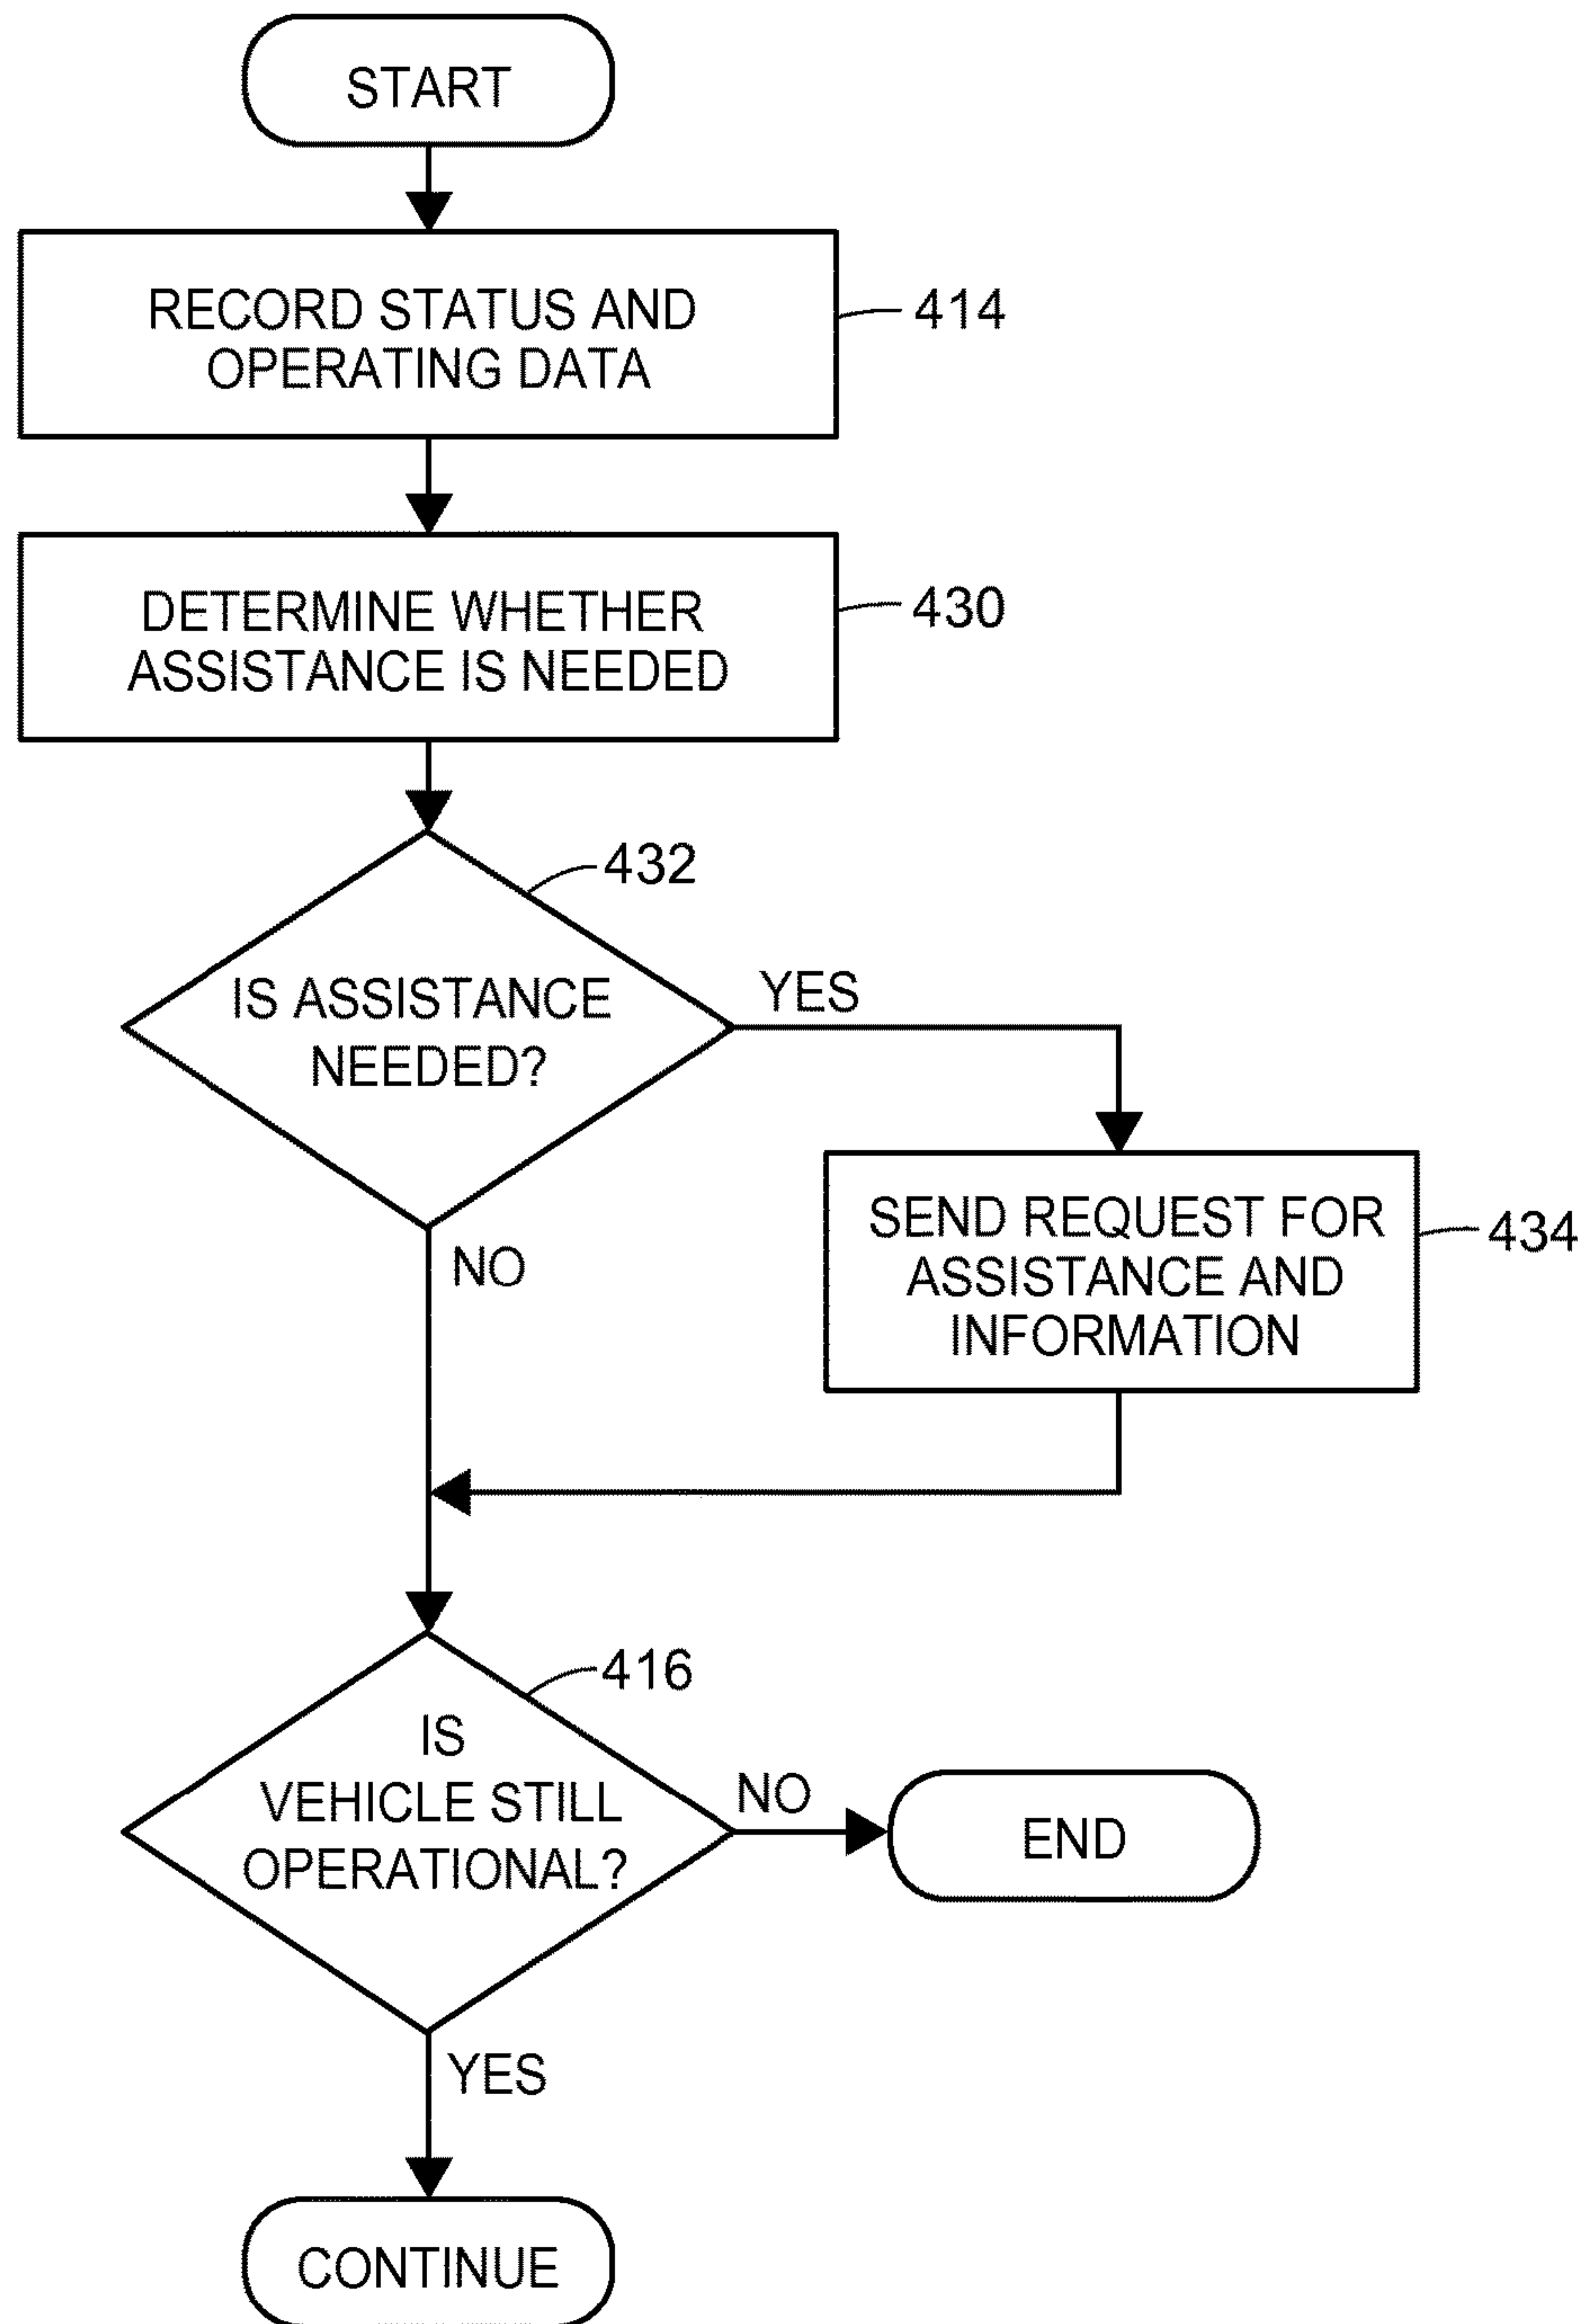 START
RECORD STATUS AND
OPERATING DATA
414
DETERMINE WHETHER
ASSISTANCE IS NEEDED
430
432
IS ASSISTANCE
NEEDED?
YES
NO
SEND REQUEST FOR
ASSISTANCE AND
INFORMATION
434
416
IS
VEHICLE STILL
OPERATIONAL?
NO
END
YES
CONTINUE